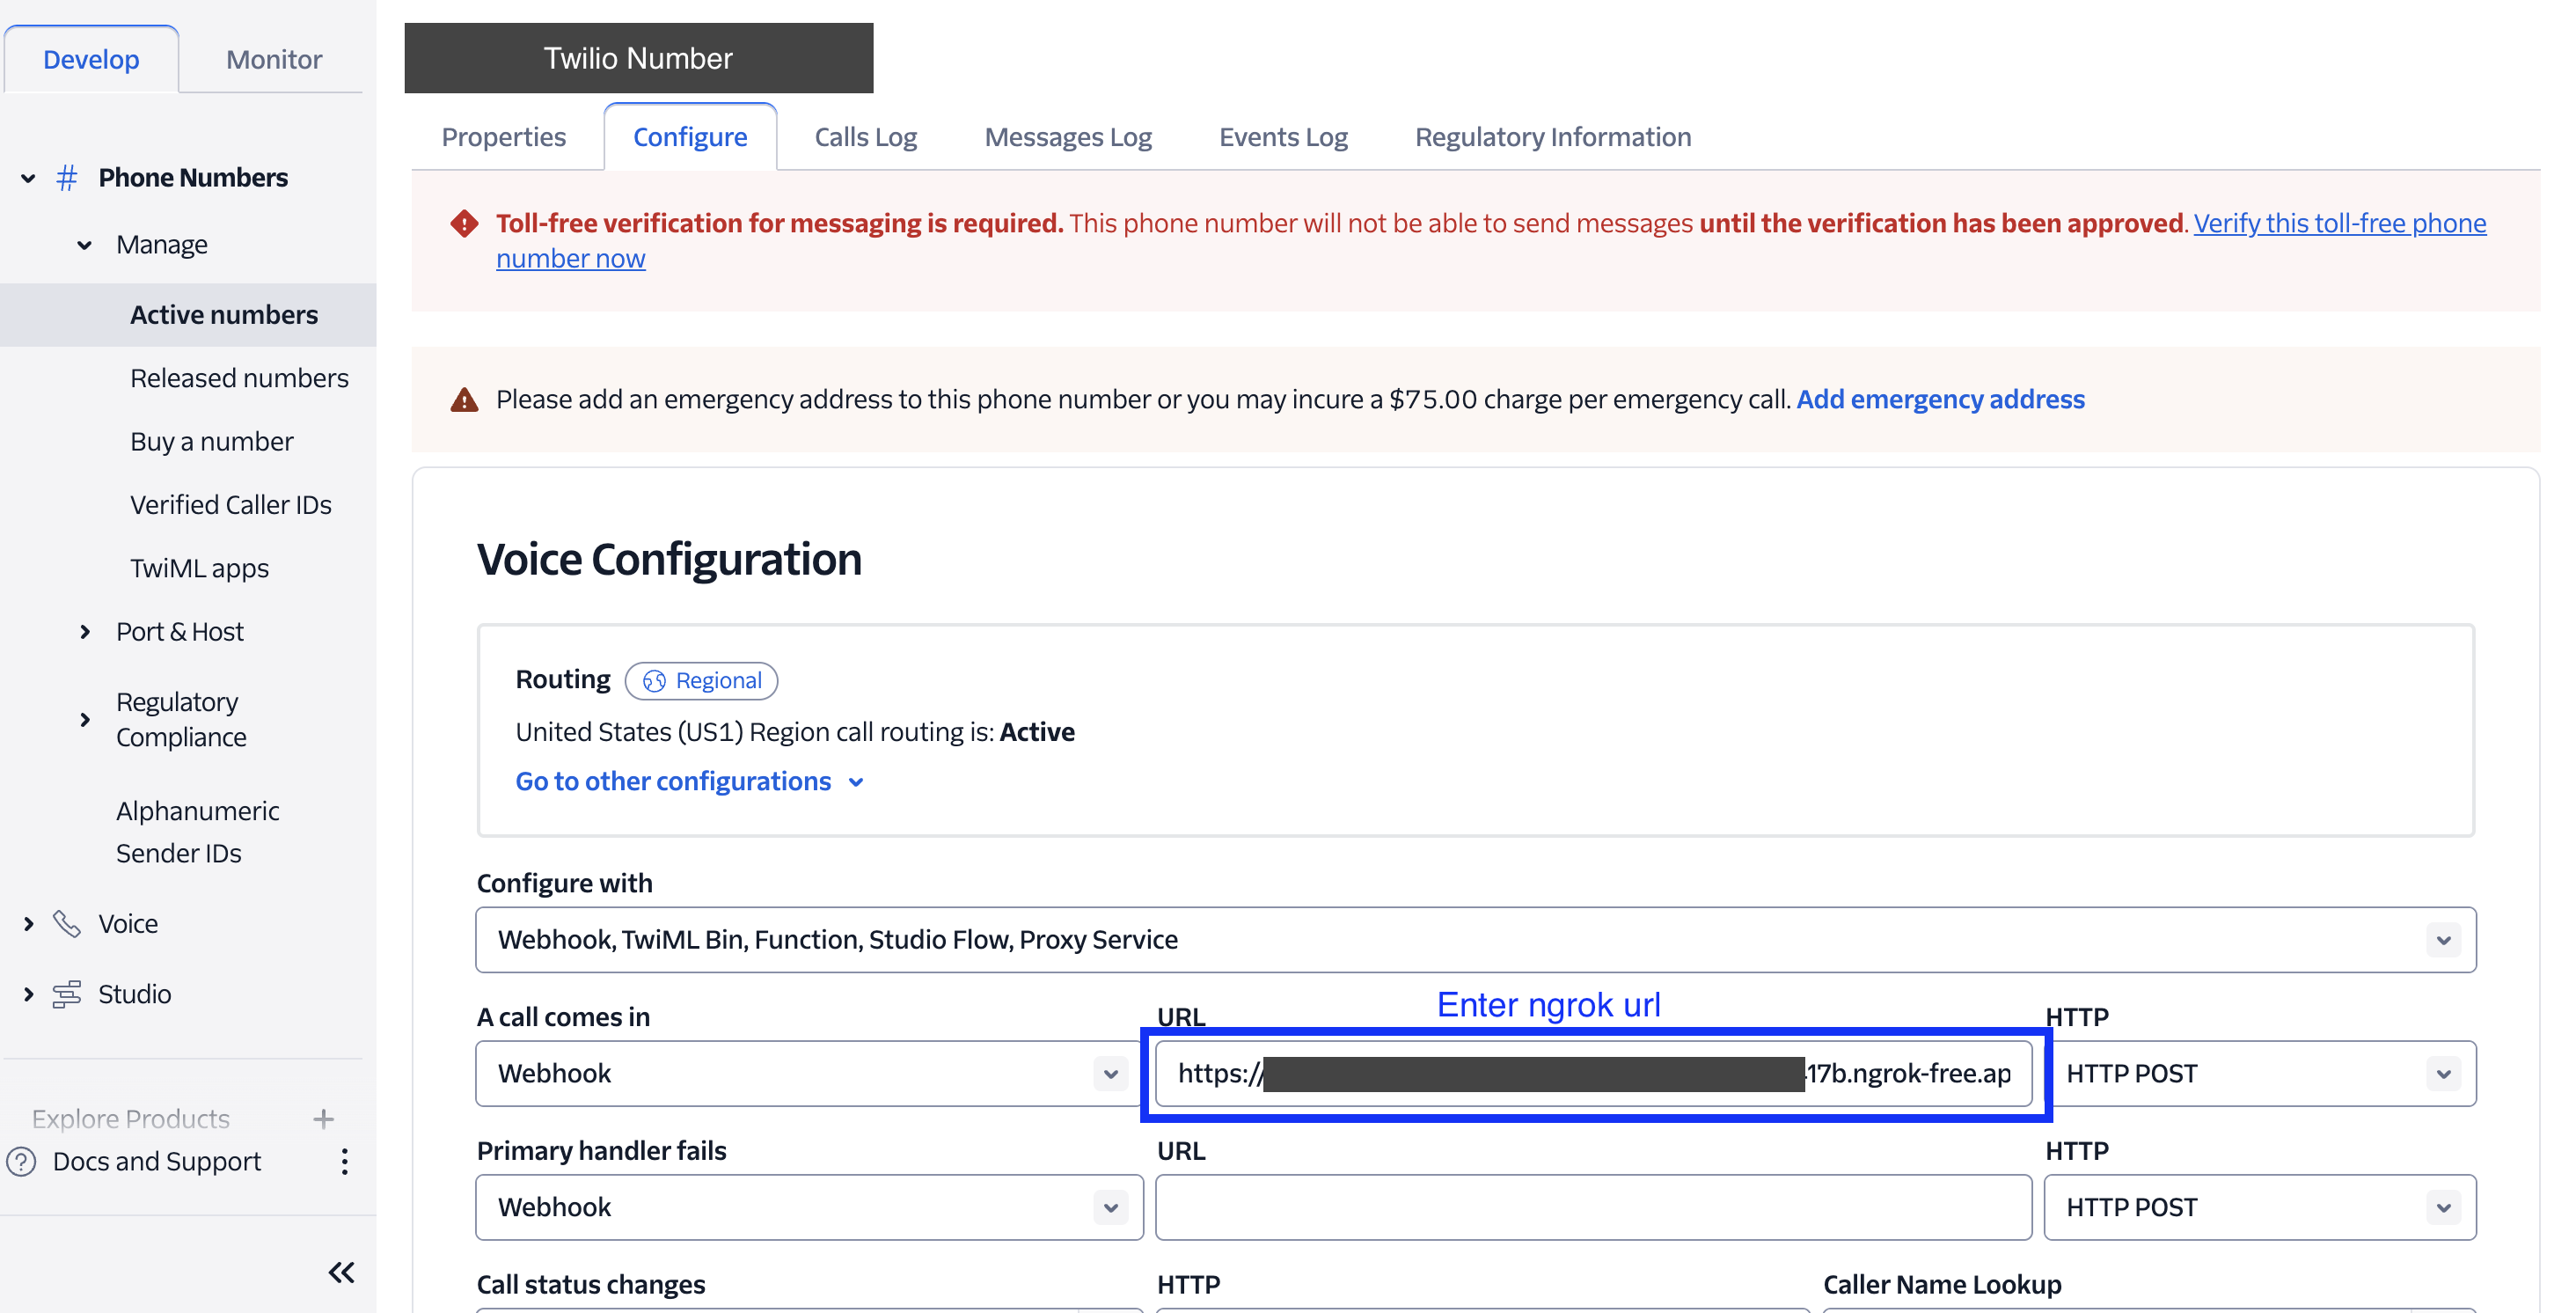 Develop
Monitor
Phone Numbers
Manage
Active numbers
Released numbers
Buy a number
Verified Caller IDs
TwiML apps
Port & Host
Regulatory
Compliance
Alphanumeric
Sender IDs
Voice
Studio
Explore Products +
Docs and Support
Twilio Number
Properties
Configure
Calls Log
Messages Log
Events Log
Regulatory Information
Toll-free verification for messaging is required. This phone number will not be able to send messages until the verification has been approved. Verify this toll-free phone
number now
Please add an emergency address to this phone number or you may incure a $75.00 charge per emergency call. Add emergency address
Voice Configuration
Routing Regional
United States (US1) Region call routing is: Active
Go to other configurations
Configure with
Webhook, TwiML Bin, Function, Studio Flow, Proxy Service
Enter ngrok url
A call comes in
URL
HTTP
Webhook
https://
17b.ngrok-free.ap
HTTP POST
Primary handler fails
URL
HTTP
Webhook
HTTP POST
Call status changes
HTTP
Caller Name Lookup